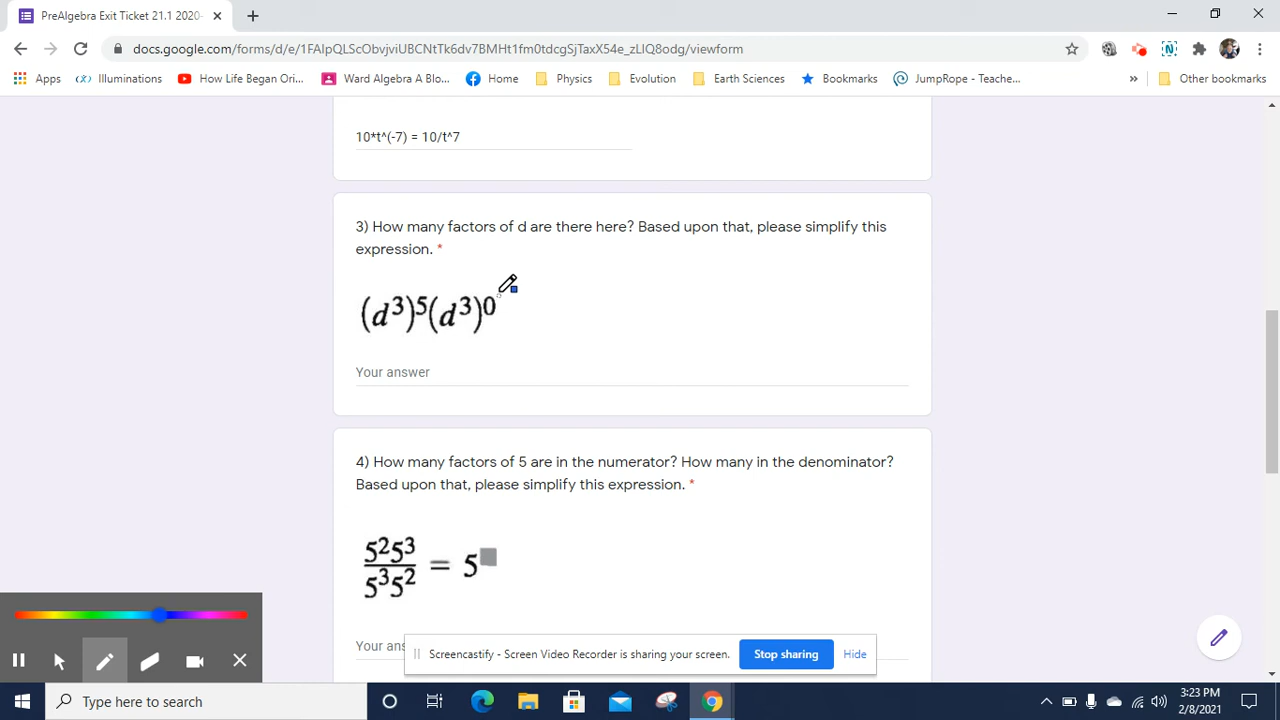 PreAlgebra Exit Ticket 21.1 2020-
docs.google.com/forms/d/e/1FAIpQLScObvjviUBCNtTk6dv7BMHt1fm0tdcgSjTaxX54e_zLIQ8odg/viewform
Apps Illuminations How Life Began Ori... Ward Algebra A Blo... Home Physics Evolution Earth Sciences Bookmarks JumpRope - Teache... » Other bookmarks
10*t^(-7) = 10/t^7
3) How many factors of d are there here? Based upon that, please simplify this
expression. *
(d³)⁵(d³)⁰
Your answer
4) How many factors of 5 are in the numerator? How many in the denominator?
Based upon that, please simplify this expression. *
5²5³
= 5
5³5²
Your ans
Screencastify - Screen Video Recorder is sharing your screen. Stop sharing Hide
Type here to search
3:23 PM
2/8/2021